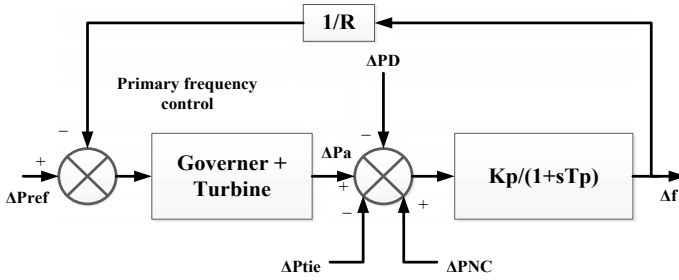 1/R
ΔPD
Primary frequency
control
−
−
+
Governer +
Turbine
ΔPa
+
−
+
Kp/(1+sTp)
ΔPref
Δf
ΔPtie
ΔPNC